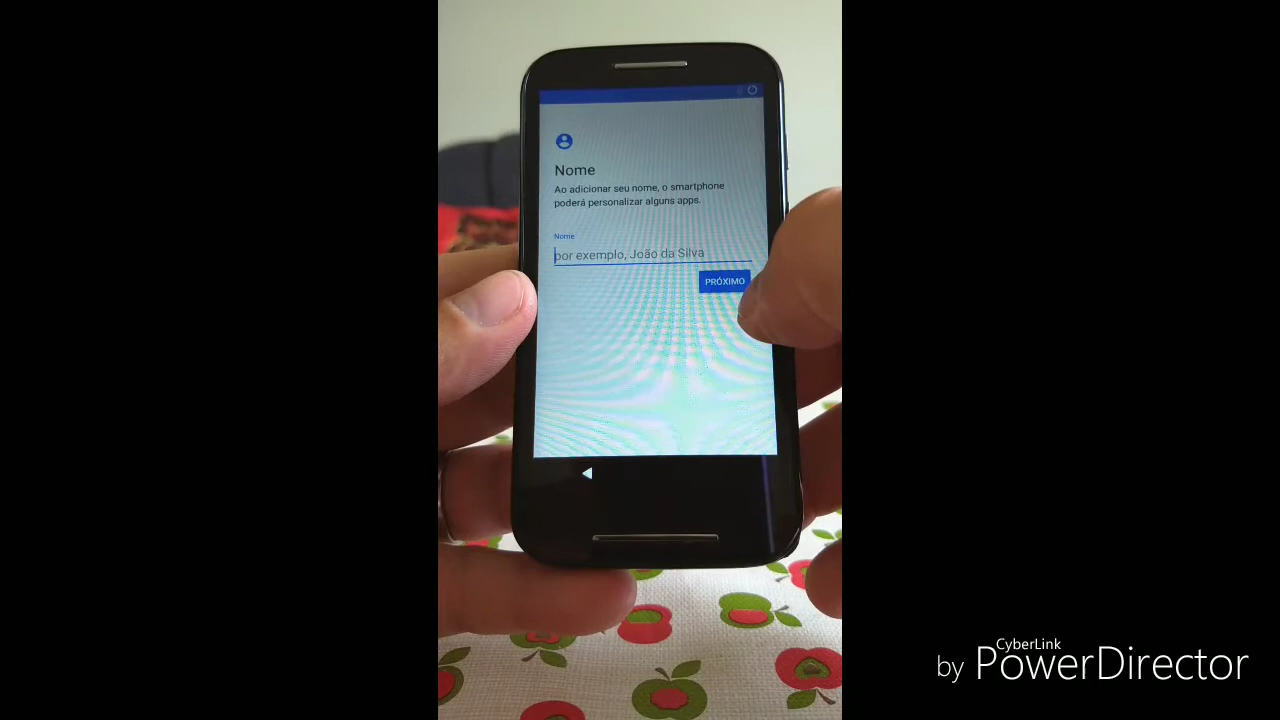 Nome
Ao adicionar seu nome, o smartphone
poderá personalizar alguns apps.
Nome
por exemplo, João da Silva
PRÓXIMO
CyberLink
by PowerDirector